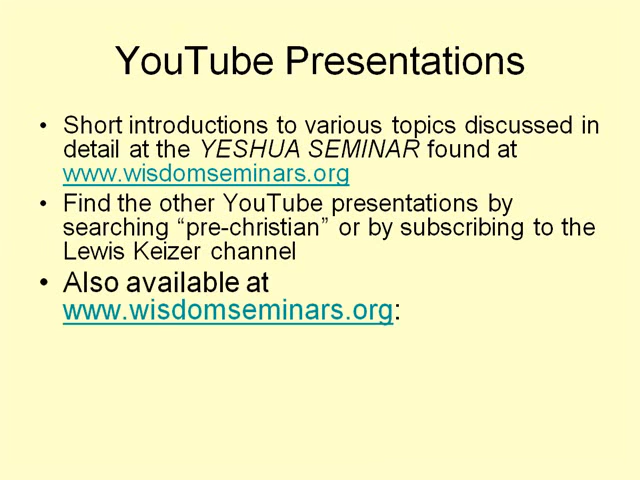 YouTube Presentations
• Short introductions to various topics discussed in
detail at the YESHUA SEMINAR found at
www.wisdomseminars.org
• Find the other YouTube presentations by
searching “pre-christian” or by subscribing to the
Lewis Keizer channel
• Also available at
www.wisdomseminars.org: